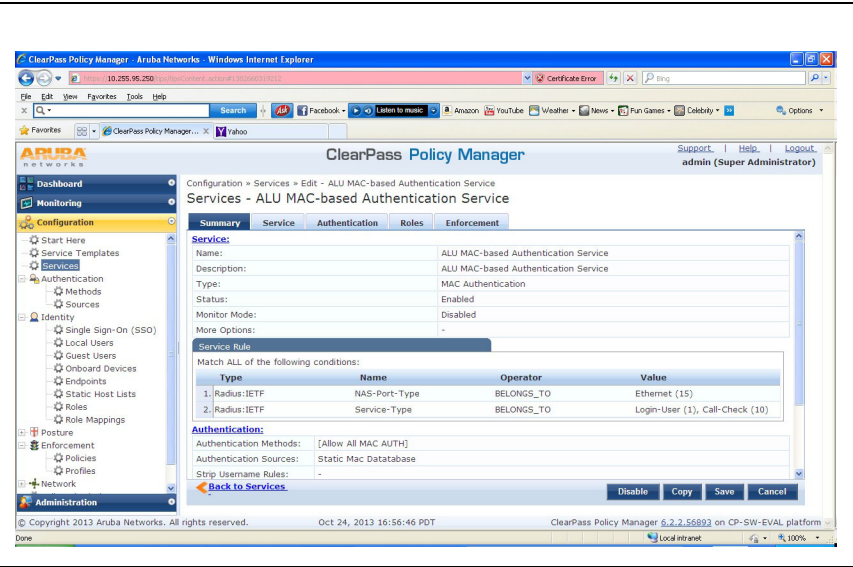 ClearPass Policy Manager - Aruba Networks - Windows Internet Explorer
10.255.95.250 Certificate Error Bing
File Edit View Favorites Tools Help
Search Facebook Listen to music Amazon YouTube Weather News Fun Games Celebrity Options
Favorites ClearPass Policy Manager... X Yahoo
ARUBA networks
ClearPass Policy Manager
Support | Help | Logout
admin (Super Administrator)
Dashboard
Monitoring
Configuration
Start Here
Service Templates
Services
Authentication
Methods
Sources
Identity
Single Sign-On (SSO)
Local Users
Guest Users
Onboard Devices
Endpoints
Static Host Lists
Roles
Role Mappings
Posture
Enforcement
Policies
Profiles
Network
Administration
Configuration » Services » Edit - ALU MAC-based Authentication Service
Services - ALU MAC-based Authentication Service
Summary Service Authentication Roles Enforcement
Service:
Name: ALU MAC-based Authentication Service
Description: ALU MAC-based Authentication Service
Type: MAC Authentication
Status: Enabled
Monitor Mode: Disabled
More Options: -
Service Rule
Match ALL of the following conditions:
Type Name Operator Value
1. Radius:IETF NAS-Port-Type BELONGS_TO Ethernet (15)
2. Radius:IETF Service-Type BELONGS_TO Login-User (1), Call-Check (10)
Authentication:
Authentication Methods: [Allow All MAC AUTH]
Authentication Sources: Static Mac Datatabase
Strip Username Rules: -
Back to Services
Disable Copy Save Cancel
© Copyright 2013 Aruba Networks. All rights reserved. Oct 24, 2013 16:56:46 PDT ClearPass Policy Manager 6.2.2.56893 on CP-SW-EVAL platform
Done Local intranet 100%